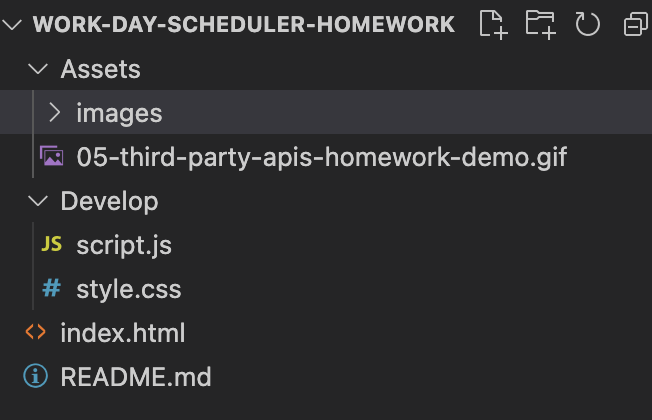 WORK-DAY-SCHEDULER-HOMEWORK
Assets
images
05-third-party-apis-homework-demo.gif
Develop
JS script.js
# style.css
<> index.html
README.md